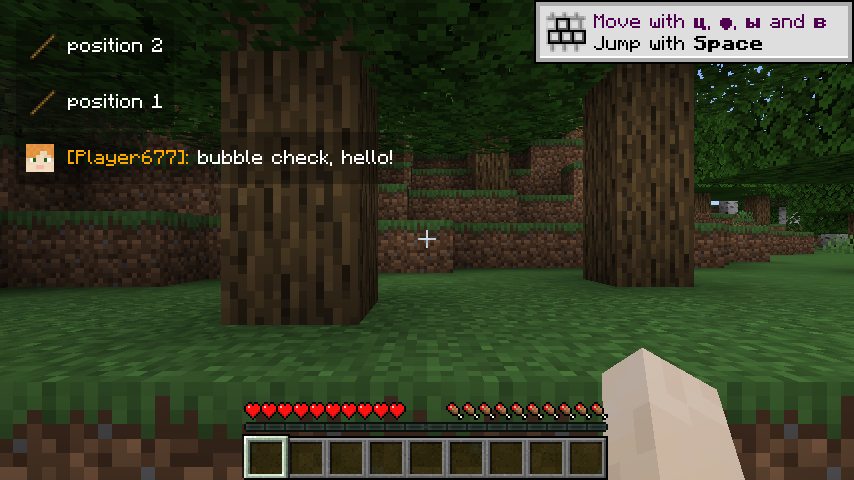 position 2
position 1
[Player677]: bubble check, hello!
Move with ц, ф, ы and в
Jump with Space